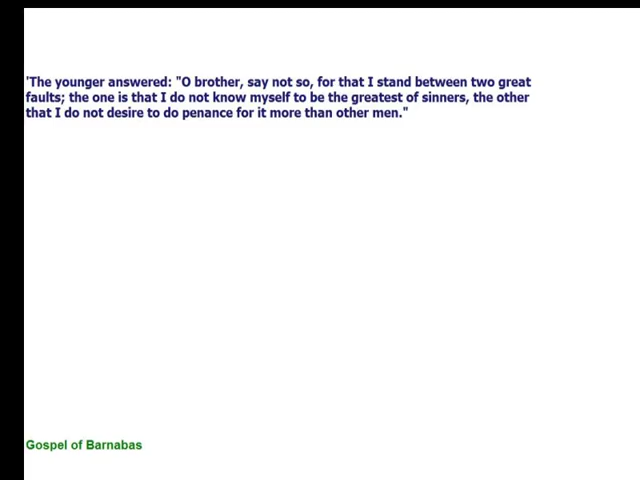 'The younger answered: "O brother, say not so, for that I stand between two great
faults; the one is that I do not know myself to be the greatest of sinners, the other
that I do not desire to do penance for it more than other men."
Gospel of Barnabas